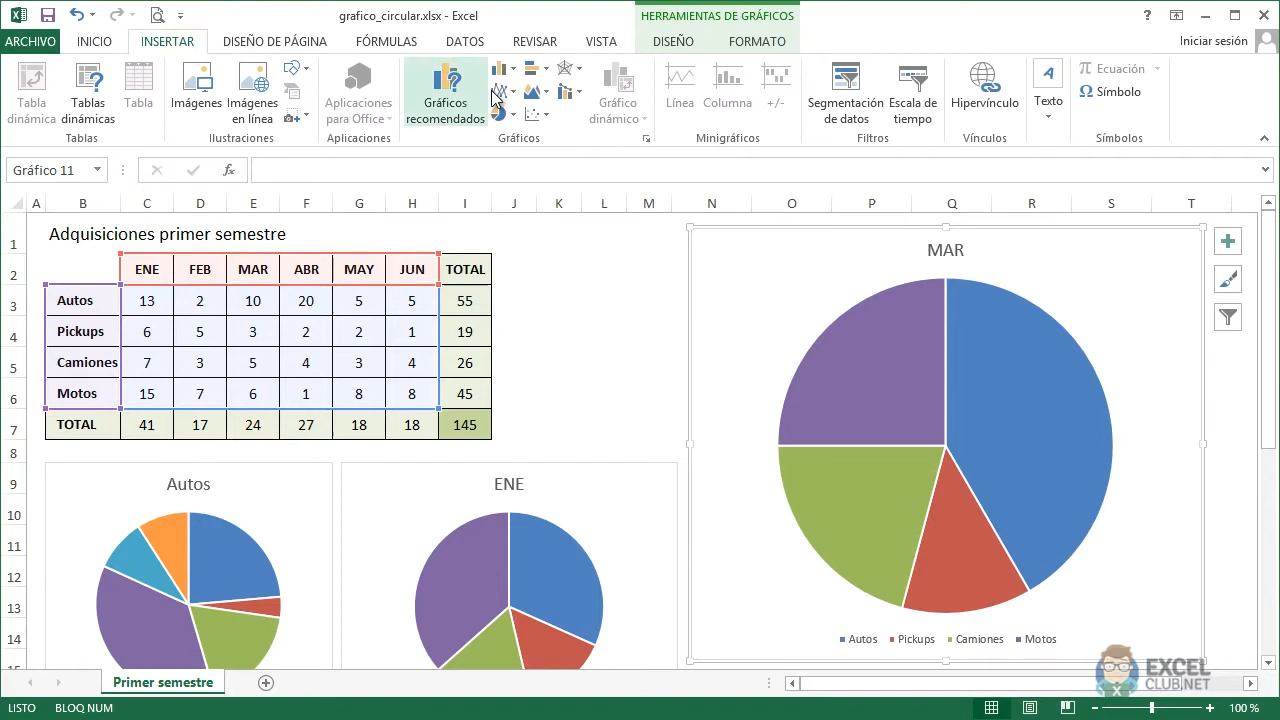 grafico_circular.xlsx - Excel
HERRAMIENTAS DE GRÁFICOS
ARCHIVO INICIO INSERTAR DISEÑO DE PÁGINA FÓRMULAS DATOS REVISAR VISTA DISEÑO FORMATO Iniciar sesión
Tabla dinámica
Tablas dinámicas
Tabla
Imágenes
Imágenes en línea
Aplicaciones para Office
Gráficos recomendados
Gráfico dinámico
Línea
Columna
+/-
Segmentación de datos
Escala de tiempo
Hipervínculo
Texto
Ecuación
Símbolo
Tablas Ilustraciones Aplicaciones Gráficos Minigráficos Filtros Vínculos Símbolos
Gráfico 11 fx
A B C D E F G H I J K L M N O P Q R S T
1 Adquisiciones primer semestre
2 ENE FEB MAR ABR MAY JUN TOTAL
3 Autos 13 2 10 20 5 5 55
4 Pickups 6 5 3 2 2 1 19
5 Camiones 7 3 5 4 3 4 26
6 Motos 15 7 6 1 8 8 45
7 TOTAL 41 17 24 27 18 18 145
8
9
10
11
12
13
14
MAR
Autos Pickups Camiones Motos
Autos
ENE
EXCEL
CLUB.NET
Primer semestre
LISTO BLOQ NUM 100 %